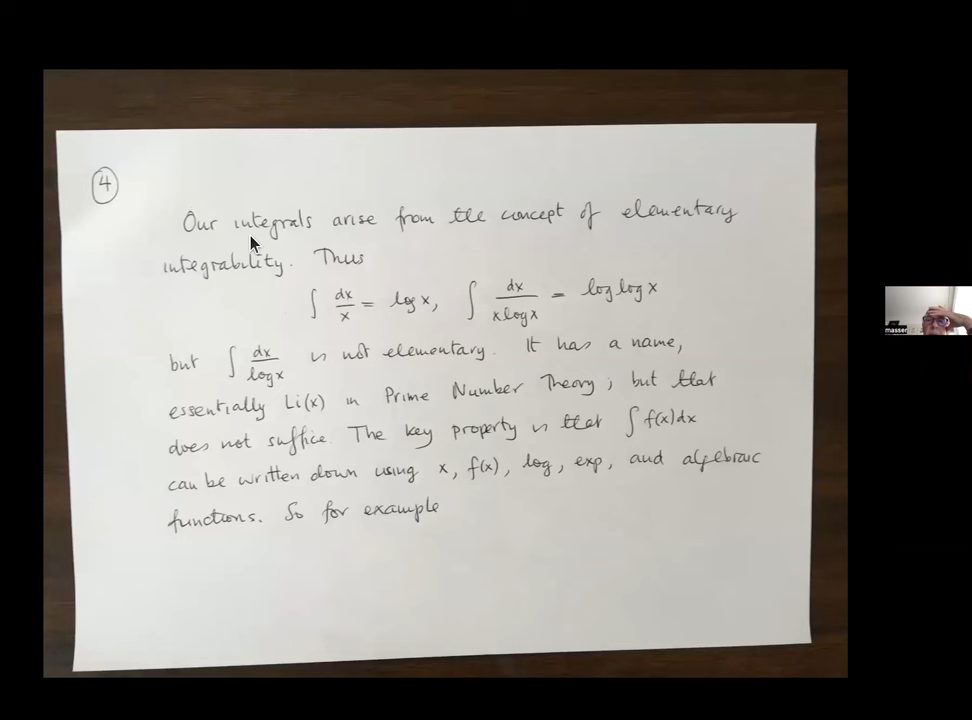 4
Our integrals arise from the concept of elementary
integrability. Thus
∫ dx/x = log x, ∫ dx/(x log x) = log log x
but ∫ dx/log x is not elementary. It has a name,
essentially Li(x) in Prime Number Theory; but that
does not suffice. The key property is that ∫ f(x)dx
can be written down using x, f(x), log, exp, and algebraic
functions. So for example
masser